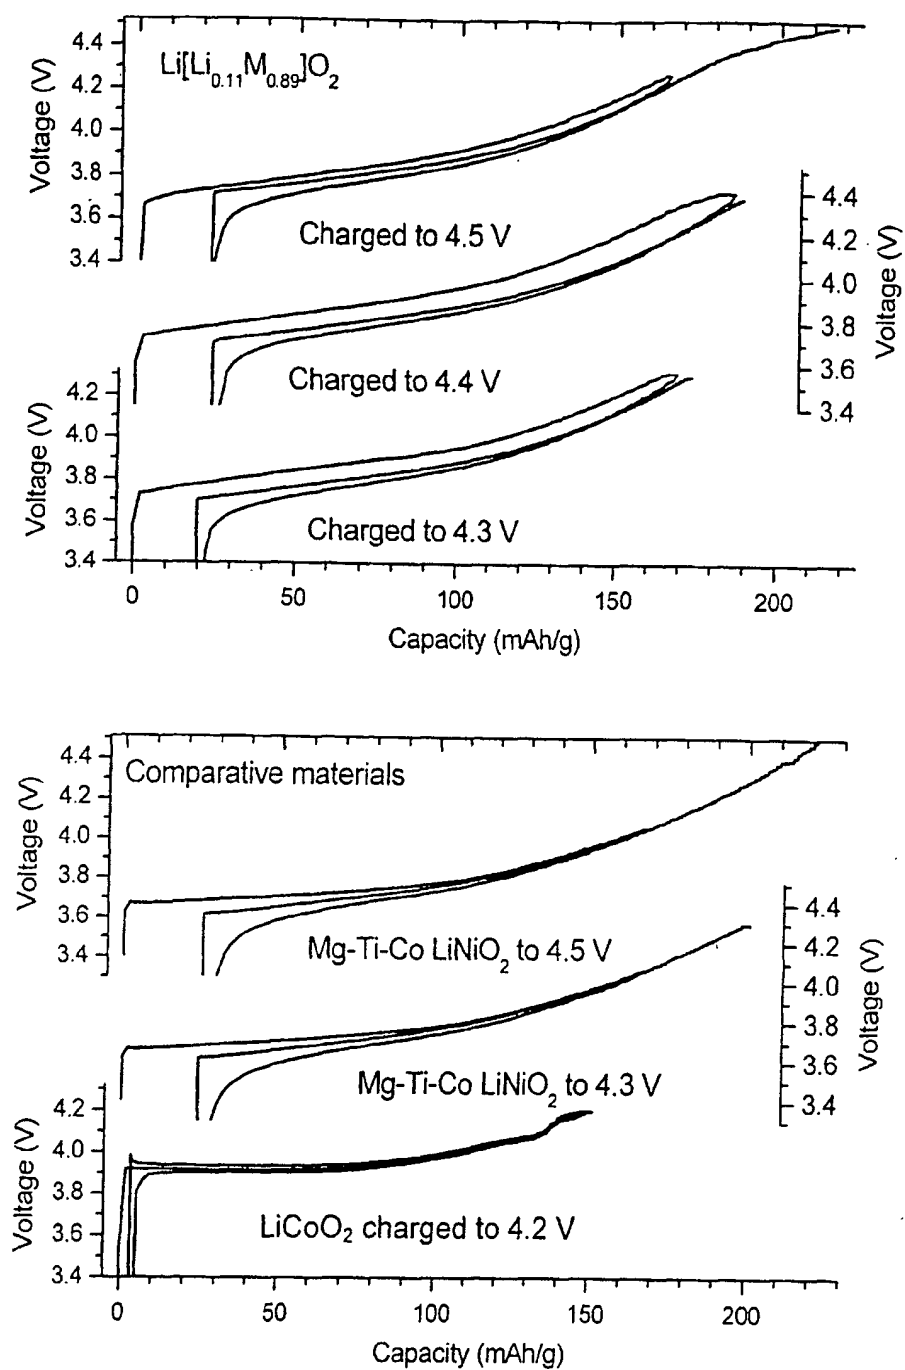 4.4
4.2
4.0
3.8
3.6
3.4
Voltage (V)
Li[Li0.11M0.89]O2
Charged to 4.5 V
4.4
4.2
4.0
3.8
3.6
3.4
Voltage (V)
Charged to 4.4 V
4.2
4.0
3.8
3.6
3.4
Voltage (V)
Charged to 4.3 V
0 50 100 150 200
Capacity (mAh/g)
4.4
4.2
4.0
3.8
3.6
3.4
Voltage (V)
Comparative materials
Mg-Ti-Co LiNiO2 to 4.5 V
4.4
4.2
4.0
3.8
3.6
3.4
Voltage (V)
Mg-Ti-Co LiNiO2 to 4.3 V
4.2
4.0
3.8
3.6
3.4
Voltage (V)
LiCoO2 charged to 4.2 V
0 50 100 150 200
Capacity (mAh/g)